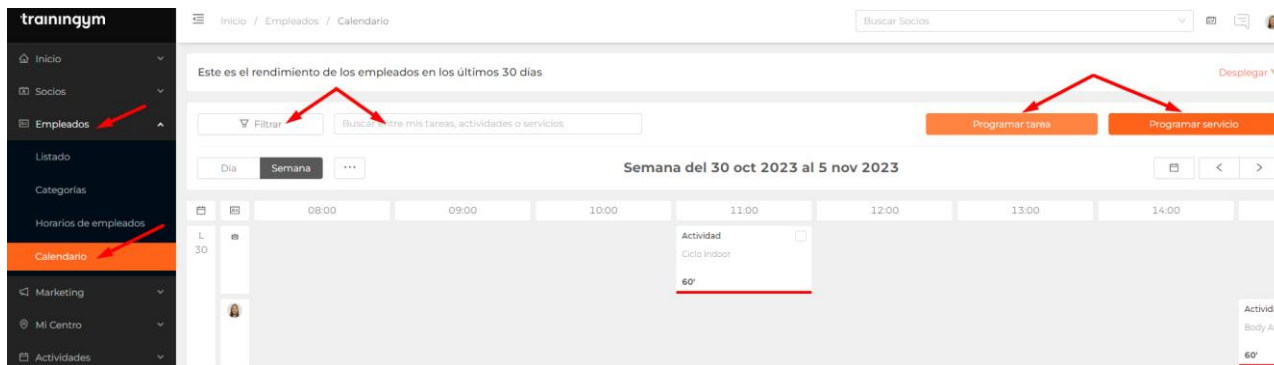 trainingym
Inicio / Empleados / Calendario
Buscar Socios
Inicio
Socios
Empleados
Listado
Categorías
Horarios de empleados
Calendario
Marketing
Mi Centro
Actividades
Este es el rendimiento de los empleados en los últimos 30 días
Desplegar
Filtrar
Buscar entre mis tareas, actividades o servicios
Programar tarea
Programar servicio
Día
Semana
Semana del 30 oct 2023 al 5 nov 2023
08:00 09:00 10:00 11:00 12:00 13:00 14:00
L
30
Actividad
Ciclo Indoor
60'
Activid
Body A
60'